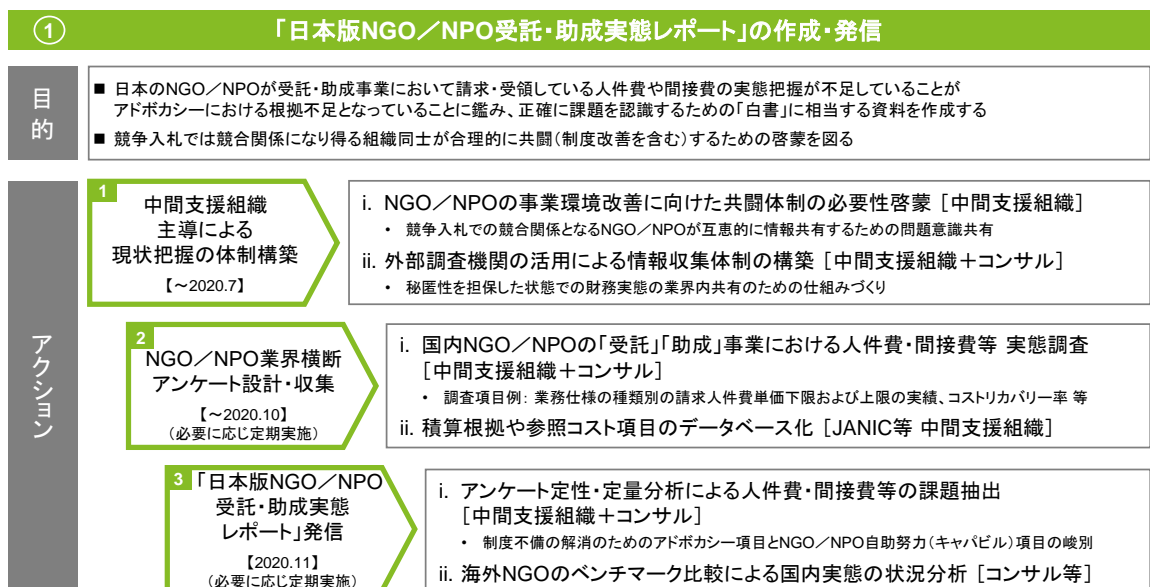 ① 「日本版NGO／NPO受託・助成実態レポート」の作成・発信
目的
■ 日本のNGO／NPOが受託・助成事業において請求・受領している人件費や間接費の実態把握が不足していることが
アドボカシーにおける根拠不足となっていることに鑑み、正確に課題を認識するための「白書」に相当する資料を作成する
■ 競争入札では競合関係になり得る組織同士が合理的に共闘（制度改善を含む）するための啓蒙を図る
アクション
1
中間支援組織
主導による
現状把握の体制構築
【～2020.7】
i. NGO／NPOの事業環境改善に向けた共闘体制の必要性啓蒙 ［中間支援組織］
• 競争入札での競合関係となるNGO／NPOが互恵的に情報共有するための問題意識共有
ii. 外部調査機関の活用による情報収集体制の構築 ［中間支援組織＋コンサル］
• 秘匿性を担保した状態での財務実態の業界内共有のための仕組みづくり
2
NGO／NPO業界横断
アンケート設計・収集
【～2020.10】
（必要に応じ定期実施）
i. 国内NGO／NPOの「受託」「助成」事業における人件費・間接費等 実態調査
［中間支援組織＋コンサル］
• 調査項目例： 業務仕様の種類別の請求人件費単価下限および上限の実績、コストリカバリー率 等
ii. 積算根拠や参照コスト項目のデータベース化 ［JANIC等 中間支援組織］
3
「日本版NGO／NPO
受託・助成実態
レポート」発信
【2020.11】
（必要に応じ定期実施）
i. アンケート定性・定量分析による人件費・間接費等の課題抽出
［中間支援組織＋コンサル］
• 制度不備の解消のためのアドボカシー項目とNGO／NPO自助努力（キャパビル）項目の峻別
ii. 海外NGOのベンチマーク比較による国内実態の状況分析 ［コンサル等］